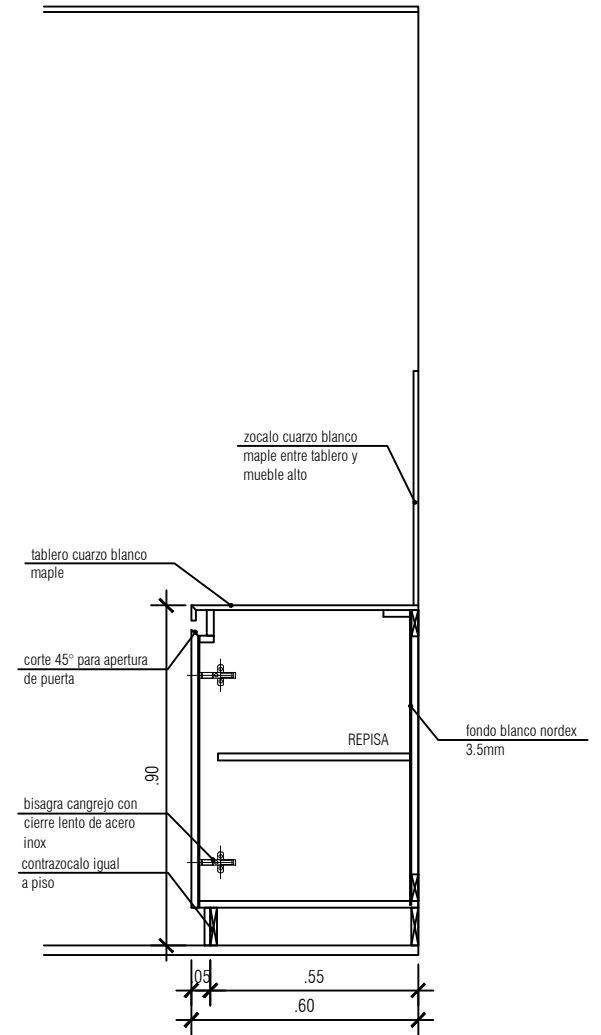 zocalo cuarzo blanco
maple entre tablero y
mueble alto
tablero cuarzo blanco
maple
corte 45° para apertura
de puerta
REPISA
fondo blanco nordex
3.5mm
.90
bisagra cangrejo con
cierre lento de acero
inox
contrazocalo igual
a piso
.05
.55
.60